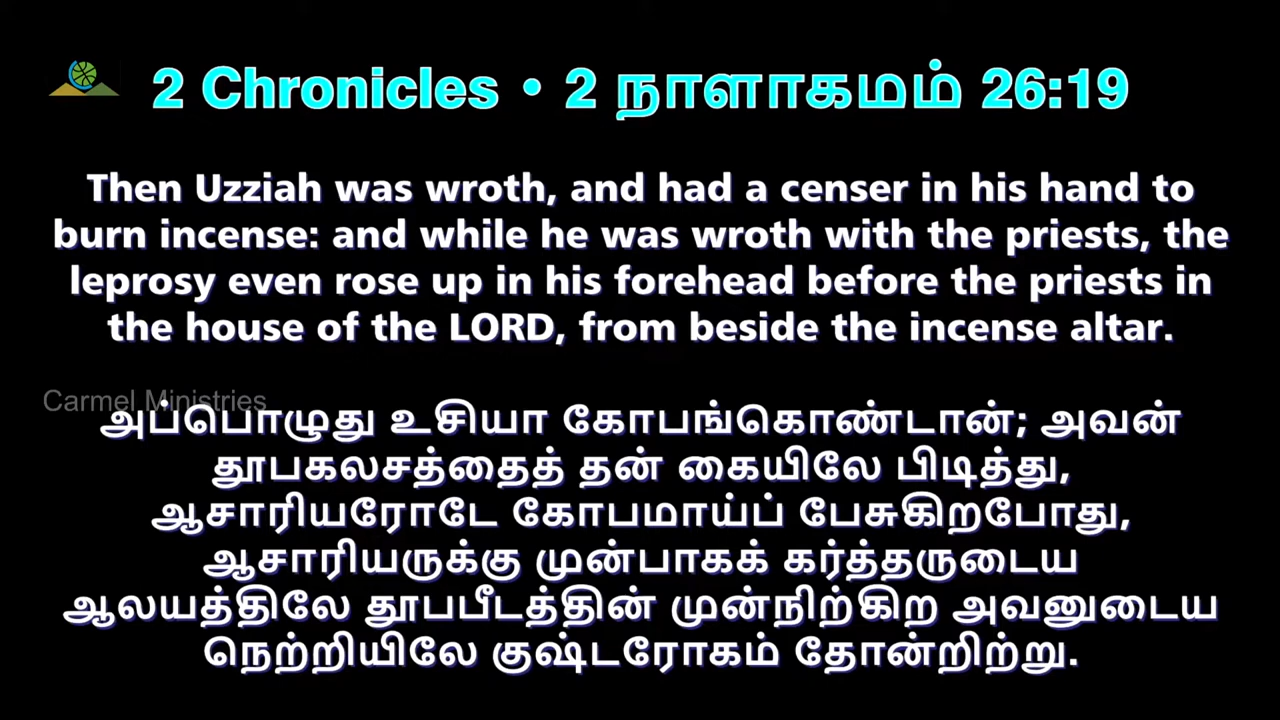 2 Chronicles • 2 நாளாகமம் 26:19
Then Uzziah was wroth, and had a censer in his hand to
burn incense: and while he was wroth with the priests, the
leprosy even rose up in his forehead before the priests in
the house of the LORD, from beside the incense altar.
Carmel Ministries
அப்பொழுது உசியா கோபங்கொண்டான்; அவன்
தூபகலசத்தைத் தன் கையிலே பிடித்து,
ஆசாரியரோடே கோபமாய்ப் பேசுகிறபோது,
ஆசாரியருக்கு முன்பாகக் கர்த்தருடைய
ஆலயத்திலே தூபபீடத்தின் முன்நிற்கிற அவனுடைய
நெற்றியிலே குஷ்டரோகம் தோன்றிற்று.